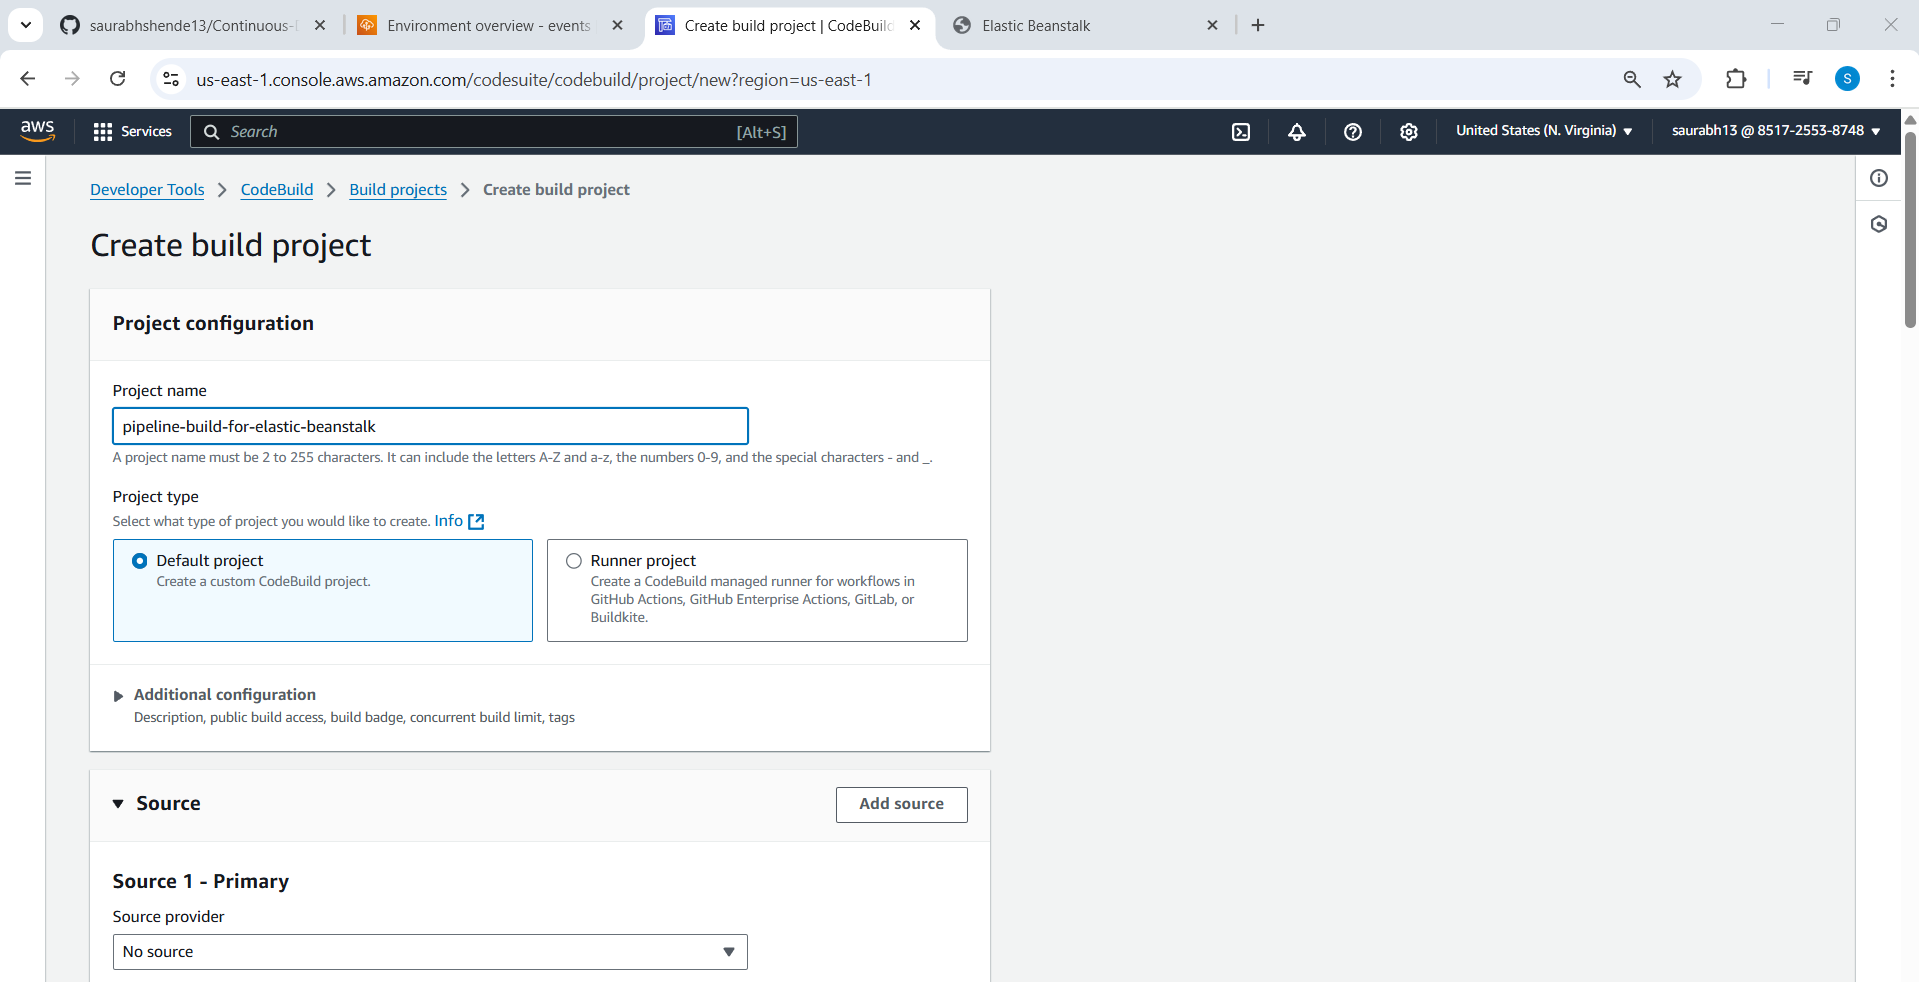 saurabhshende13/Continuous-D
Environment overview - events
Create build project | CodeBuild
Elastic Beanstalk
us-east-1.console.aws.amazon.com/codesuite/codebuild/project/new?region=us-east-1
S
aws
Services
Search
[Alt+S]
United States (N. Virginia)
saurabh13 @ 8517-2553-8748
Developer Tools > CodeBuild > Build projects > Create build project
Create build project
Project configuration
Project name
pipeline-build-for-elastic-beanstalk
A project name must be 2 to 255 characters. It can include the letters A-Z and a-z, the numbers 0-9, and the special characters - and _.
Project type
Select what type of project you would like to create. Info
Default project
Create a custom CodeBuild project.
Runner project
Create a CodeBuild managed runner for workflows in
GitHub Actions, GitHub Enterprise Actions, GitLab, or
Buildkite.
Additional configuration
Description, public build access, build badge, concurrent build limit, tags
Source
Add source
Source 1 - Primary
Source provider
No source